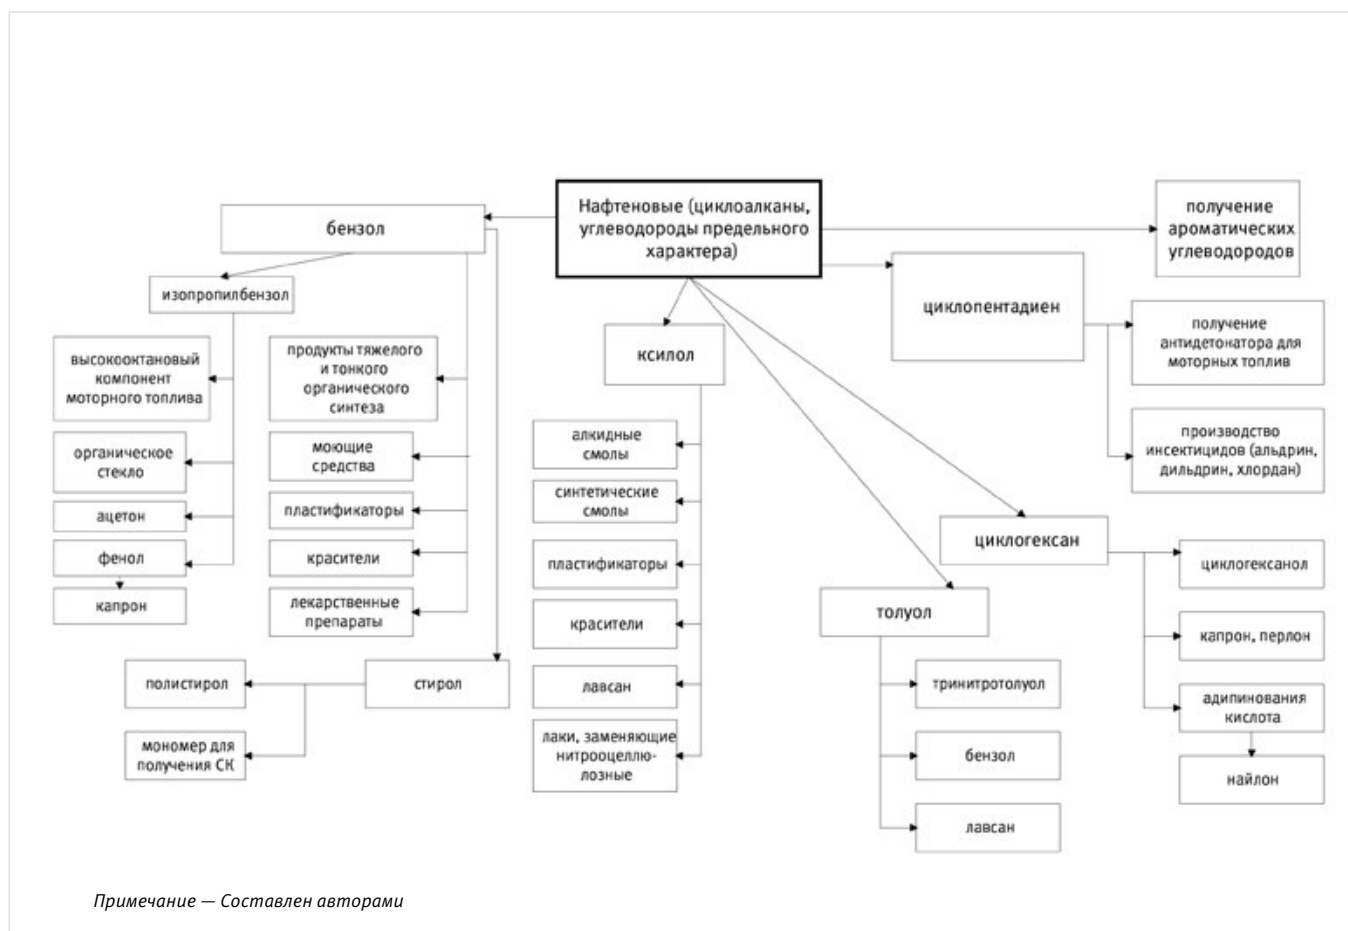 Нафтеновые (циклоалканы,
углеводороды предельного
характера)
бензол
изопропилбензол
высокооктановый
компонент
моторного топлива
органическое
стекло
ацетон
фенол
капрон
продукты тяжелого
и тонкого
органического
синтеза
моющие
средства
пластификаторы
красители
лекарственные
препараты
стирол
полистирол
мономер для
получения СК
ксилол
алкидные
смолы
синтетические
смолы
пластификаторы
красители
лавсан
лаки, заменяющие
нитрооцеллю-
лозные
толуол
тринитротолуол
бензол
лавсан
циклогексан
циклогексанол
капрон, перлон
адипинования
кислота
найлон
циклопентадиен
получение
антидетонатора для
моторных топлив
производство
инсектицидов (альдрин,
дильдрин, хлордан)
получение
ароматических
углеводородов
Примечание — Составлен авторами